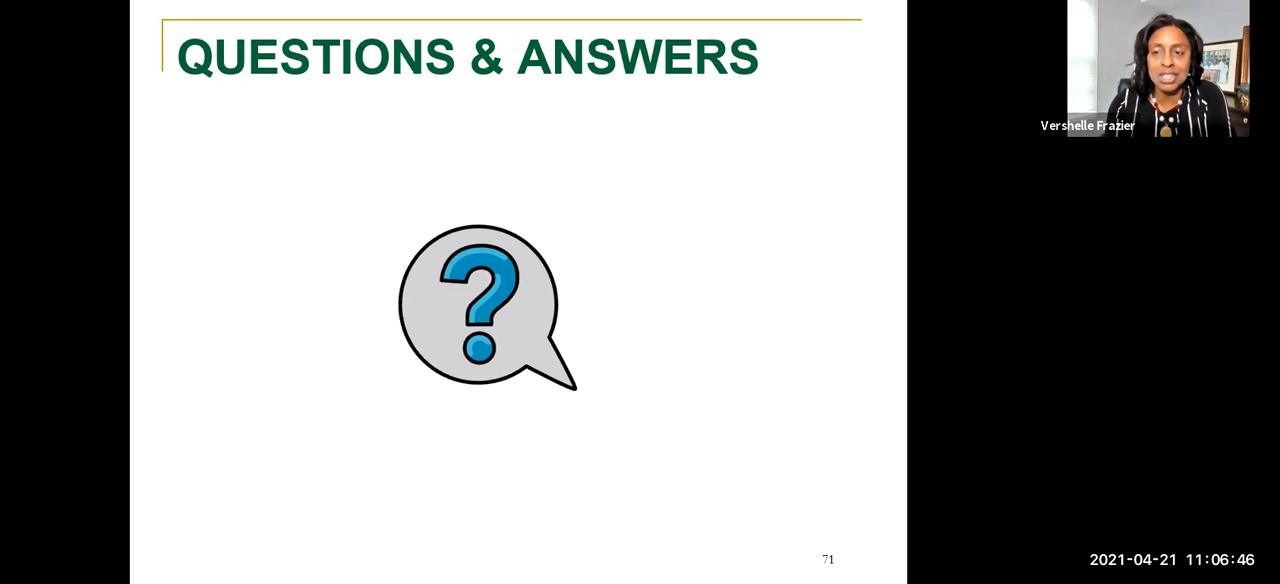 QUESTIONS & ANSWERS
?
Vershelle Frazier
71
2021-04-21 11:06:46